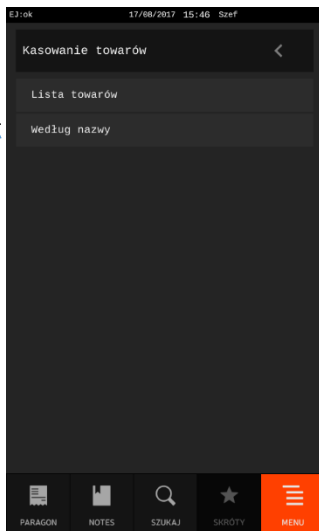 EJ:ok 17/08/2017 15:46 Szef
Kasowanie towarów
Lista towarów
Według nazwy
PARAGON NOTES SZUKAJ SKRÓTY MENU